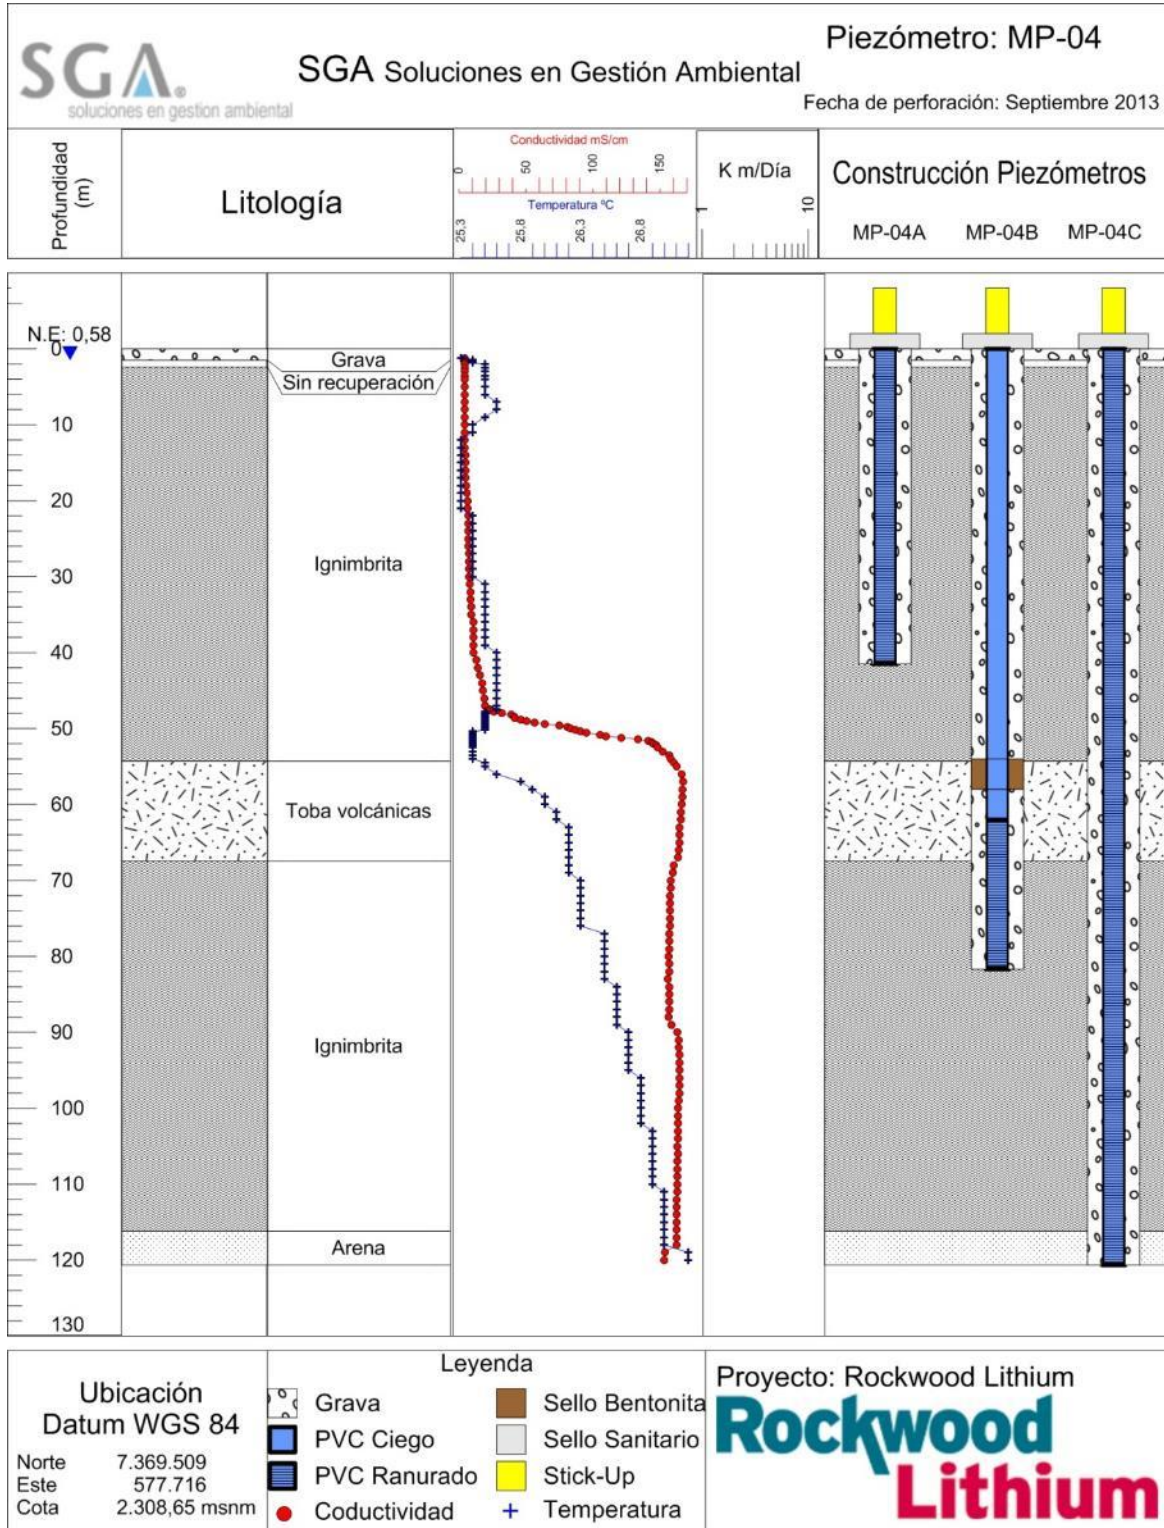 SGA
soluciones en gestion ambiental
SGA Soluciones en Gestión Ambiental
Piezómetro: MP-04
Fecha de perforación: Septiembre 2013
Profundidad
(m)
Litología
Conductividad mS/cm
0 50 100 150
Temperatura ºC
25.3 25.8 26.3 26.8
K m/Día
1 10
Construcción Piezómetros
MP-04A MP-04B MP-04C
N.E: 0,58
0
Grava
Sin recuperación
10
20
30
Ignimbrita
40
50
60
Toba volcánicas
70
80
90
Ignimbrita
100
110
120
Arena
130
Ubicación
Datum WGS 84
Norte 7.369.509
Este 577.716
Cota 2.308,65 msnm
Leyenda
Grava
PVC Ciego
PVC Ranurado
Coductividad
Sello Bentonita
Sello Sanitario
Stick-Up
Temperatura
Proyecto: Rockwood Lithium
Rockwood
Lithium